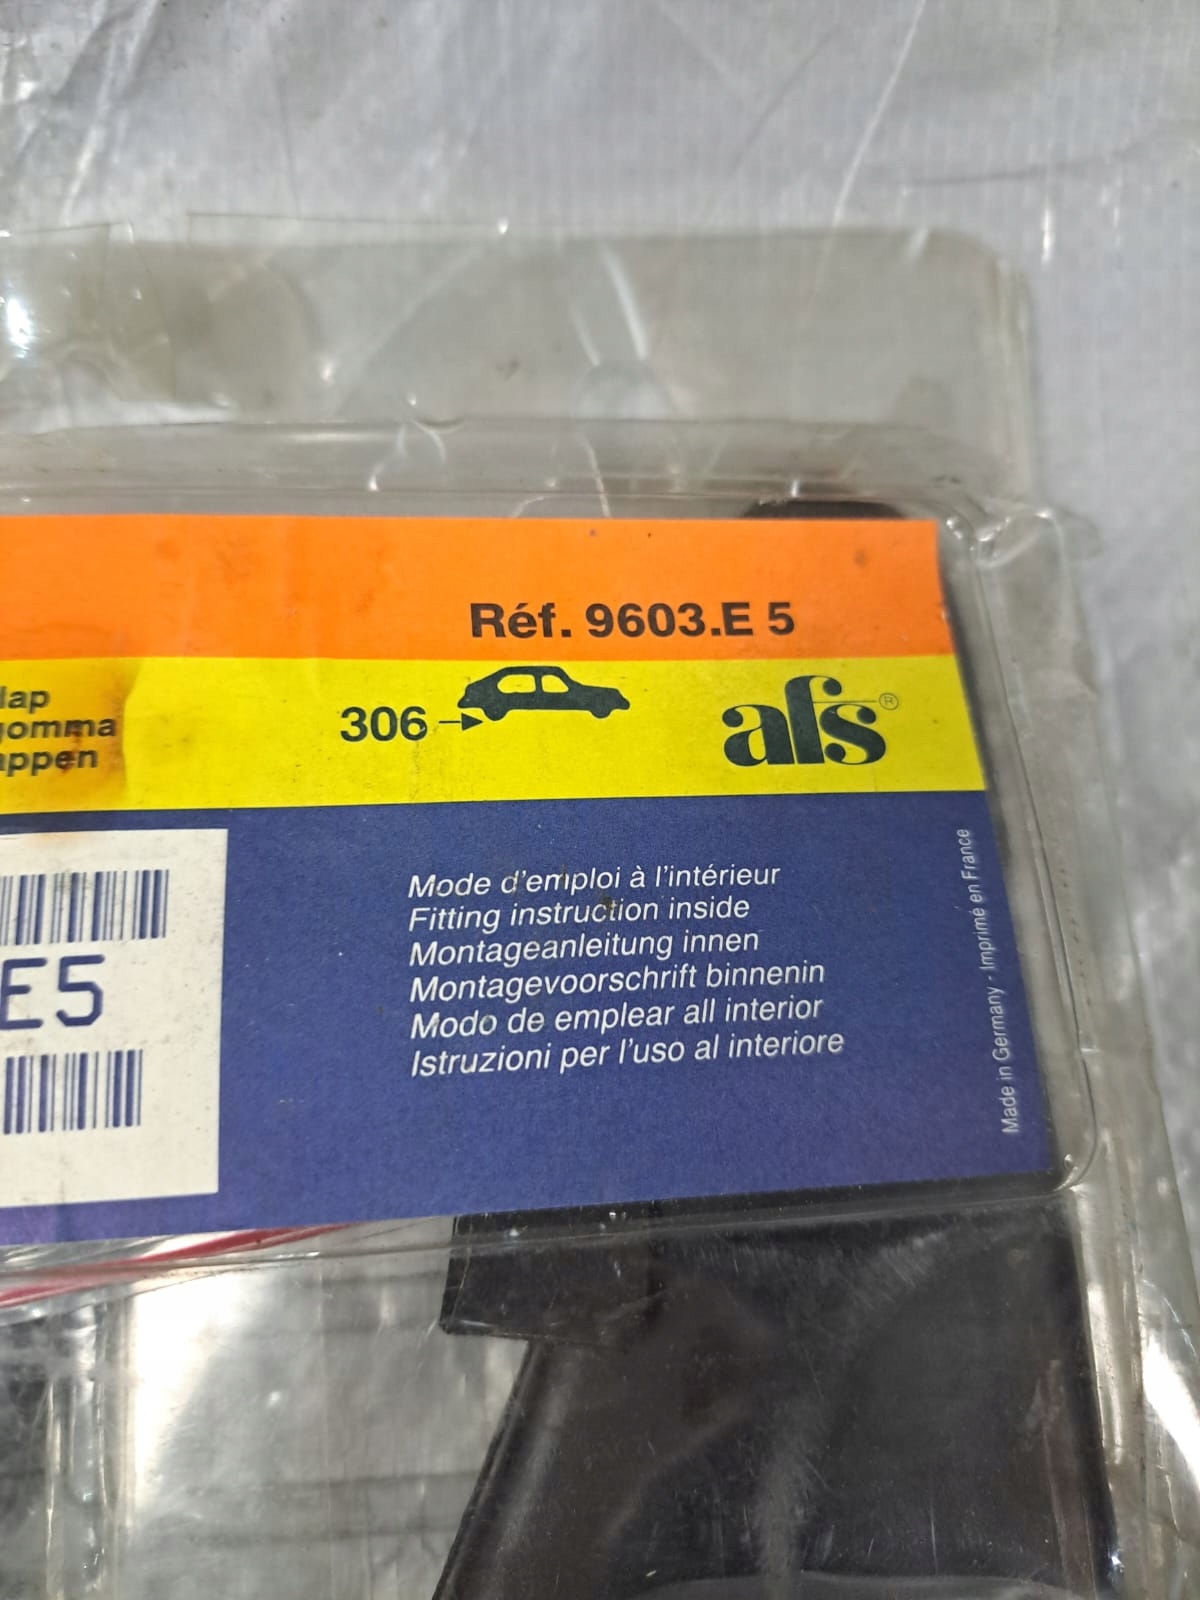 Réf. 9603.E 5
306
afs®
lap
gomma
appen
E5
Mode d'emploi à l'intérieur
Fitting instruction inside
Montageanleitung innen
Montagevoorschrift binnenin
Modo de emplear all interior
Istruzioni per l'uso al interiore
Made in Germany - Imprimé en France